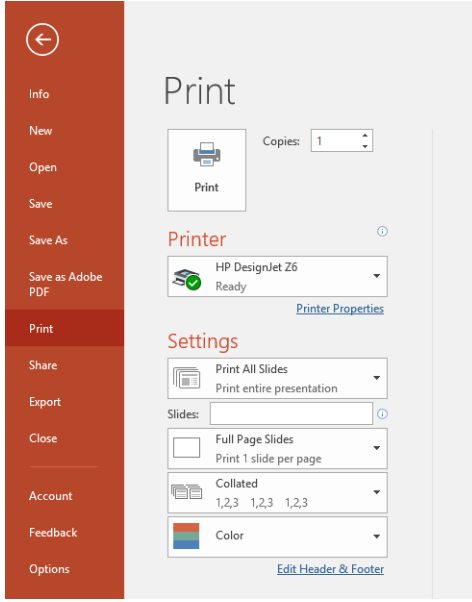 Info
New
Open
Save
Save As
Save as Adobe
PDF
Print
Share
Export
Close
Account
Feedback
Options
Print
Print
Copies: 1
Printer
HP DesignJet Z6
Ready
Printer Properties
Settings
Print All Slides
Print entire presentation
Slides:
Full Page Slides
Print 1 slide per page
Collated
1,2,3 1,2,3 1,2,3
Color
Edit Header & Footer